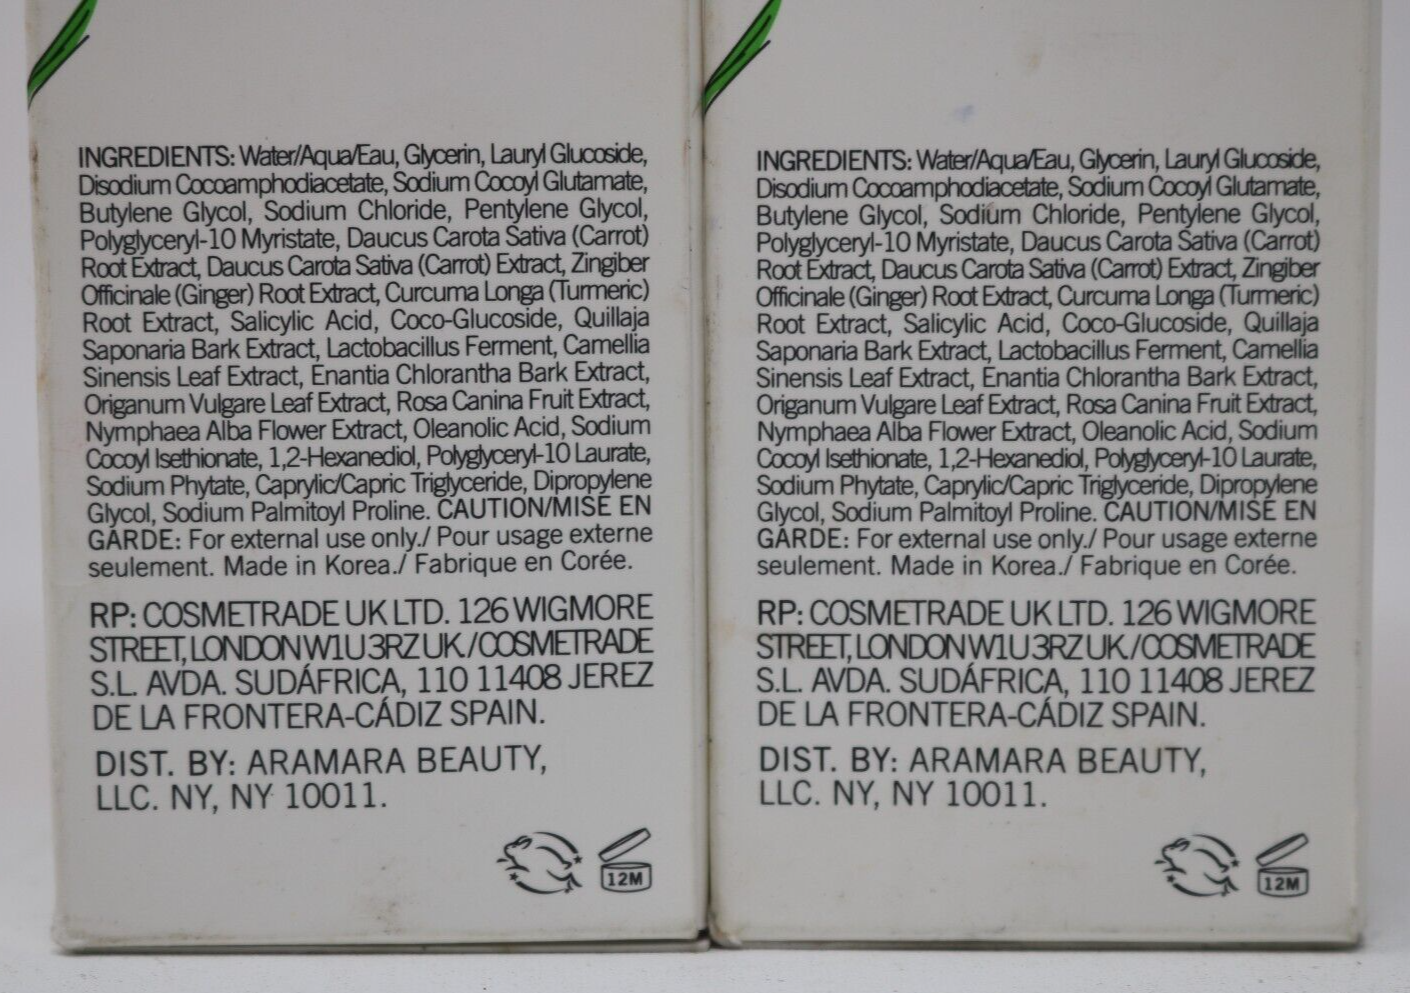 INGREDIENTS: Water/Aqua/Eau, Glycerin, Lauryl Glucoside,
Disodium Cocoamphodiacetate, Sodium Cocoyl Glutamate,
Butylene Glycol, Sodium Chloride, Pentylene Glycol,
Polyglyceryl-10 Myristate, Daucus Carota Sativa (Carrot)
Root Extract, Daucus Carota Sativa (Carrot) Extract, Zingiber
Officinale (Ginger) Root Extract, Curcuma Longa (Turmeric)
Root Extract, Salicylic Acid, Coco-Glucoside, Quillaja
Saponaria Bark Extract, Lactobacillus Ferment, Camellia
Sinensis Leaf Extract, Enantia Chlorantha Bark Extract,
Origanum Vulgare Leaf Extract, Rosa Canina Fruit Extract,
Nymphaea Alba Flower Extract, Oleanolic Acid, Sodium
Cocoyl Isethionate, 1,2-Hexanediol, Polyglyceryl-10 Laurate,
Sodium Phytate, Caprylic/Capric Triglyceride, Dipropylene
Glycol, Sodium Palmitoyl Proline. CAUTION/MISE EN
GARDE: For external use only./ Pour usage externe
seulement. Made in Korea./ Fabrique en Corée.
RP: COSMETRADE UK LTD. 126 WIGMORE
STREET, LONDON W1U 3RZ UK./COSMETRADE
S.L. AVDA. SUDÁFRICA, 110 11408 JEREZ
DE LA FRONTERA-CÁDIZ SPAIN.
DIST. BY: ARAMARA BEAUTY,
LLC. NY, NY 10011.
12M
INGREDIENTS: Water/Aqua/Eau, Glycerin, Lauryl Glucoside,
Disodium Cocoamphodiacetate, Sodium Cocoyl Glutamate,
Butylene Glycol, Sodium Chloride, Pentylene Glycol,
Polyglyceryl-10 Myristate, Daucus Carota Sativa (Carrot)
Root Extract, Daucus Carota Sativa (Carrot) Extract, Zingiber
Officinale (Ginger) Root Extract, Curcuma Longa (Turmeric)
Root Extract, Salicylic Acid, Coco-Glucoside, Quillaja
Saponaria Bark Extract, Lactobacillus Ferment, Camellia
Sinensis Leaf Extract, Enantia Chlorantha Bark Extract,
Origanum Vulgare Leaf Extract, Rosa Canina Fruit Extract,
Nymphaea Alba Flower Extract, Oleanolic Acid, Sodium
Cocoyl Isethionate, 1,2-Hexanediol, Polyglyceryl-10 Laurate,
Sodium Phytate, Caprylic/Capric Triglyceride, Dipropylene
Glycol, Sodium Palmitoyl Proline. CAUTION/MISE EN
GARDE: For external use only./ Pour usage externe
seulement. Made in Korea./ Fabrique en Corée.
RP: COSMETRADE UK LTD. 126 WIGMORE
STREET, LONDON W1U 3RZ UK./COSMETRADE
S.L. AVDA. SUDÁFRICA, 110 11408 JEREZ
DE LA FRONTERA-CÁDIZ SPAIN.
DIST. BY: ARAMARA BEAUTY,
LLC. NY, NY 10011.
12M